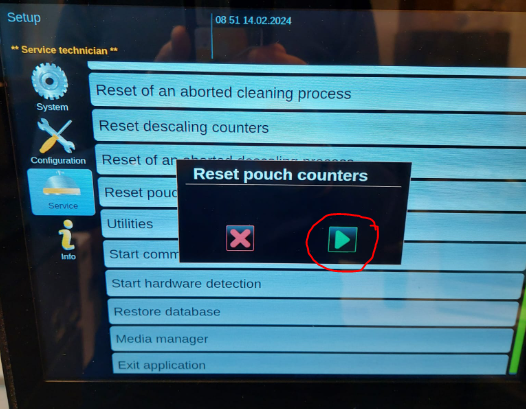 Setup
08 51 14.02.2024
** Service technician **
System
Configuration
Service
Info
Reset of an aborted cleaning process
Reset descaling counters
Reset of an aborted descaling process
Reset pouc
Utilities
Start comm
Start hardware detection
Restore database
Media manager
Exit application
Reset pouch counters